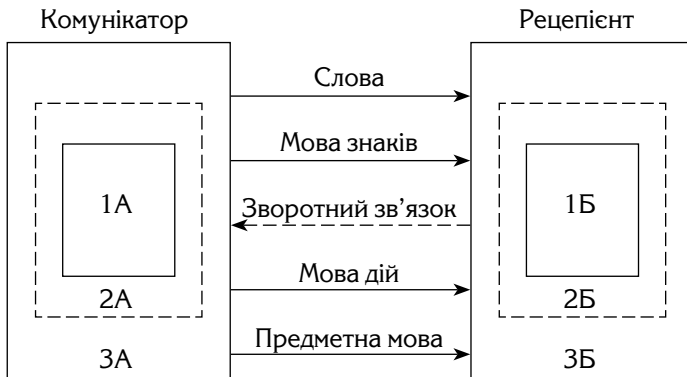 Комунікатор
Рецепієнт
Слова
Мова знаків
1А
Зворотний зв’язок
1Б
Мова дій
2А
2Б
Предметна мова
3А
3Б